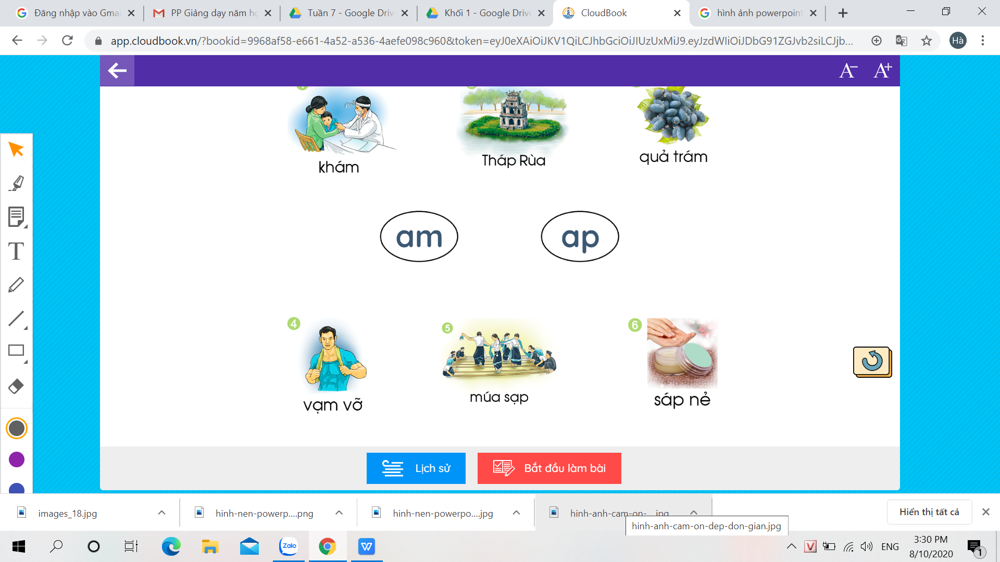 Đăng nhập vào Gmai
PP Giảng dạy năm họ
Tuần 7 - Google Driv
Khối 1 - Google Drive
CloudBook
hình ảnh powerpoint
app.cloudbook.vn/?bookid=9968af58-e661-4a52-a536-4aefe098c960&token=eyJ0eXAiOiJKV1QiLCJhbGciOiJIUzUxMiJ9.eyJzdWIiOiJDbG91ZGJvb2siLCJjb...
Hà
A- A+
khám
Tháp Rùa
quả trám
am
ap
T
4
5
6
vạm vỡ
múa sạp
sáp nẻ
Lịch sử
Bắt đầu làm bài
images_18.jpg
hinh-nen-powerp....png
hinh-nen-powerpo....jpg
hinh-anh-cam-on-...jpg
Hiển thị tất cả
hinh-anh-cam-on-dep-don-gian.jpg
Zalo
W
V
ENG
3:30 PM
8/10/2020
1